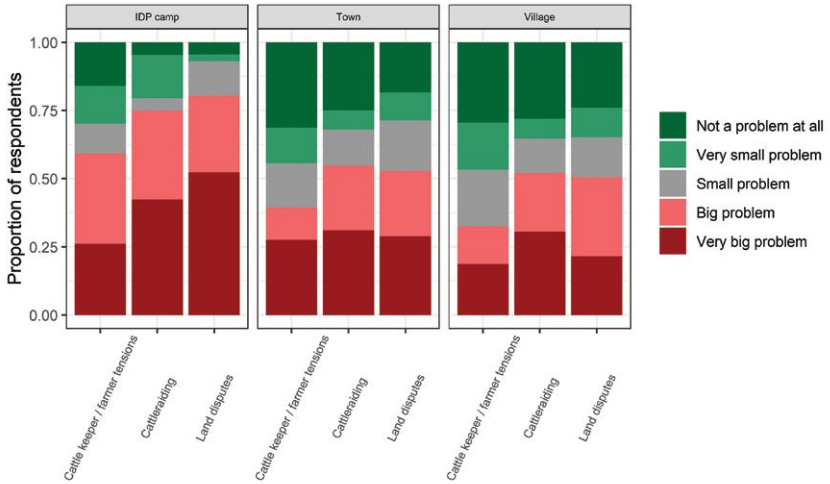 IDP camp
Town
Village
Proportion of respondents
1.00
0.75
0.50
0.25
0.00
Cattle keeper / farmer tensions
Cattleraiding
Land disputes
Cattle keeper / farmer tensions
Cattleraiding
Land disputes
Cattle keeper / farmer tensions
Cattleraiding
Land disputes
Not a problem at all
Very small problem
Small problem
Big problem
Very big problem